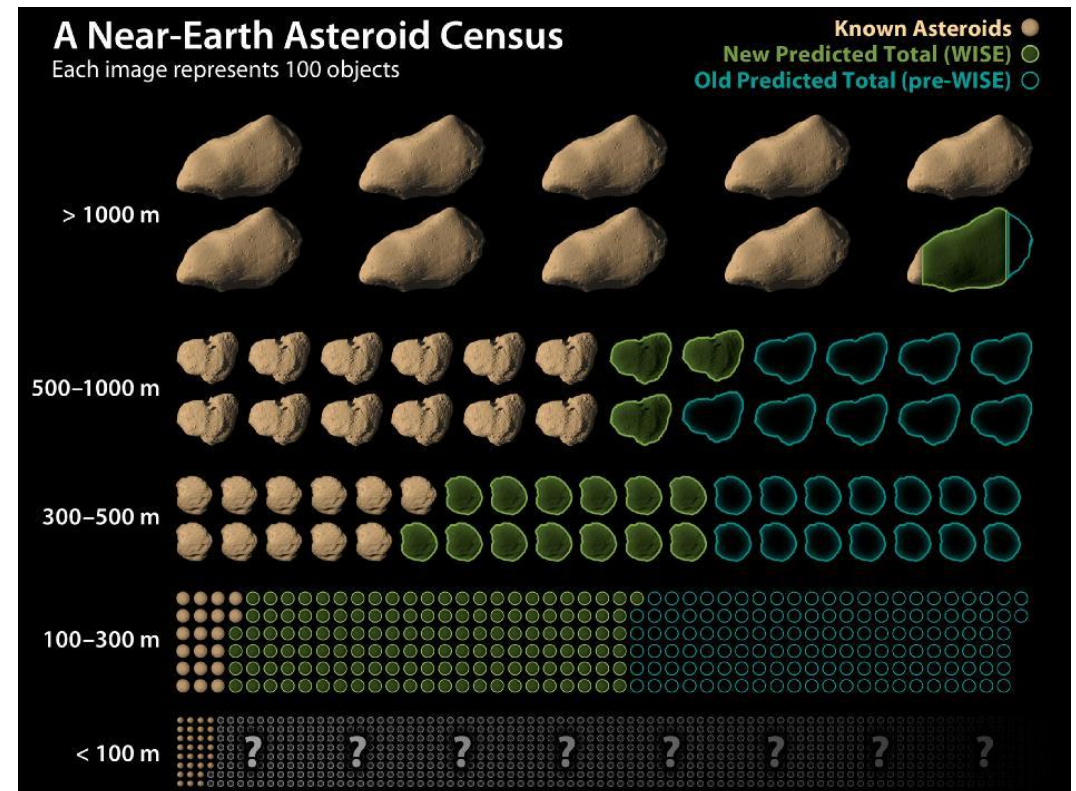 A Near-Earth Asteroid Census
Each image represents 100 objects
Known Asteroids
New Predicted Total (WISE)
Old Predicted Total (pre-WISE)
> 1000 m
500–1000 m
300–500 m
100–300 m
< 100 m
? ? ? ? ? ? ? ?